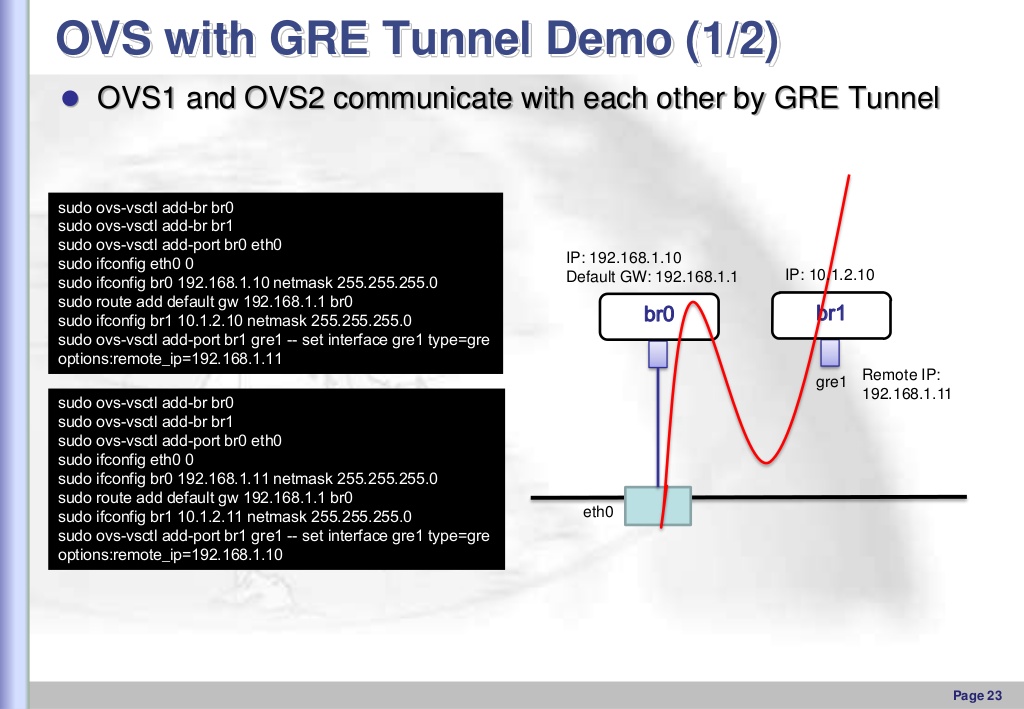 OVS with GRE Tunnel Demo (1/2)
OVS1 and OVS2 communicate with each other by GRE Tunnel
sudo ovs-vsctl add-br br0
sudo ovs-vsctl add-br br1
sudo ovs-vsctl add-port br0 eth0
sudo ifconfig eth0 0
sudo ifconfig br0 192.168.1.10 netmask 255.255.255.0
sudo route add default gw 192.168.1.1 br0
sudo ifconfig br1 10.1.2.10 netmask 255.255.255.0
sudo ovs-vsctl add-port br1 gre1 -- set interface gre1 type=gre
options:remote_ip=192.168.1.11
sudo ovs-vsctl add-br br0
sudo ovs-vsctl add-br br1
sudo ovs-vsctl add-port br0 eth0
sudo ifconfig eth0 0
sudo ifconfig br0 192.168.1.11 netmask 255.255.255.0
sudo route add default gw 192.168.1.1 br0
sudo ifconfig br1 10.1.2.11 netmask 255.255.255.0
sudo ovs-vsctl add-port br1 gre1 -- set interface gre1 type=gre
options:remote_ip=192.168.1.10
IP: 192.168.1.10
Default GW: 192.168.1.1
br0
IP: 10.1.2.10
br1
gre1
Remote IP:
192.168.1.11
eth0
Page 23